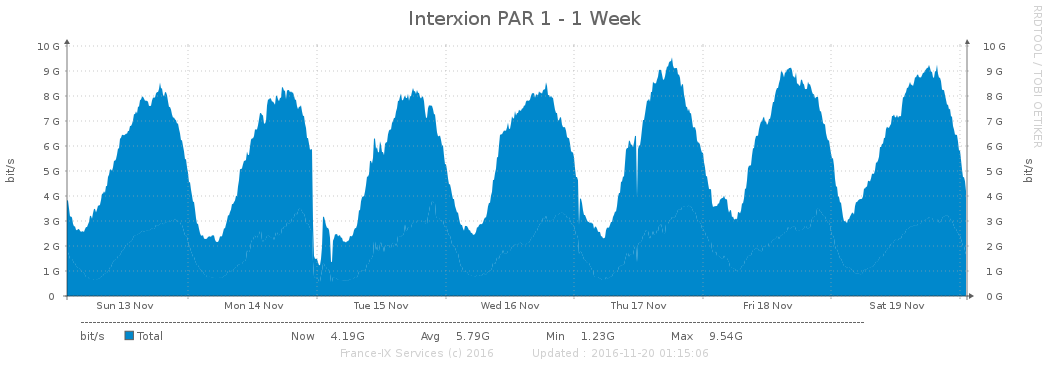 Interxion PAR 1 - 1 Week
RRDTOOL / TOBI OETIKER
10 G 10 G
9 G 9 G
8 G 8 G
7 G 7 G
6 G 6 G
5 G 5 G
4 G 4 G
3 G 3 G
2 G 2 G
1 G 1 G
0 0 G
bit/s
bit/s
Sun 13 Nov Mon 14 Nov Tue 15 Nov Wed 16 Nov Thu 17 Nov Fri 18 Nov Sat 19 Nov
bit/s Total Now 4.19G Avg 5.79G Min 1.23G Max 9.54G
France-IX Services (c) 2016 Updated : 2016-11-20 01:15:06